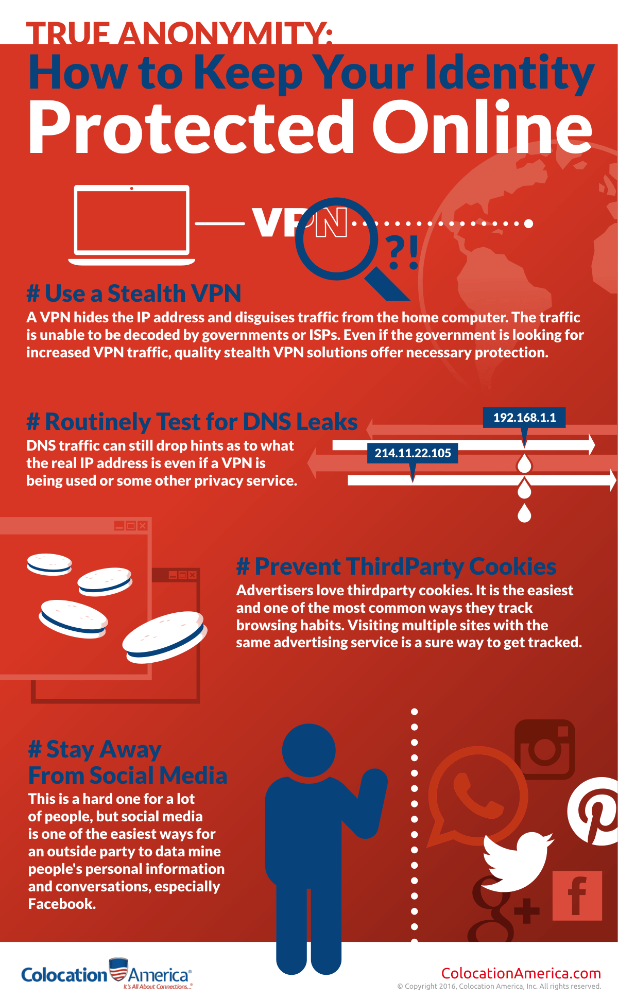 TRUE ANONYMITY:
How to Keep Your Identity
Protected Online
VPN
?!
# Use a Stealth VPN
A VPN hides the IP address and disguises traffic from the home computer. The traffic
is unable to be decoded by governments or ISPs. Even if the government is looking for
increased VPN traffic, quality stealth VPN solutions offer necessary protection.
# Routinely Test for DNS Leaks
DNS traffic can still drop hints as to what
the real IP address is even if a VPN is
being used or some other privacy service.
192.168.1.1
214.11.22.105
# Prevent ThirdParty Cookies
Advertisers love thirdparty cookies. It is the easiest
and one of the most common ways they track
browsing habits. Visiting multiple sites with the
same advertising service is a sure way to get tracked.
# Stay Away
From Social Media
This is a hard one for a lot
of people, but social media
is one of the easiest ways for
an outside party to data mine
people's personal information
and conversations, especially
Facebook.
g+
f
Colocation America®
It's All About Connections...®
ColocationAmerica.com
© Copyright 2016, Colocation America, Inc. All rights reserved.